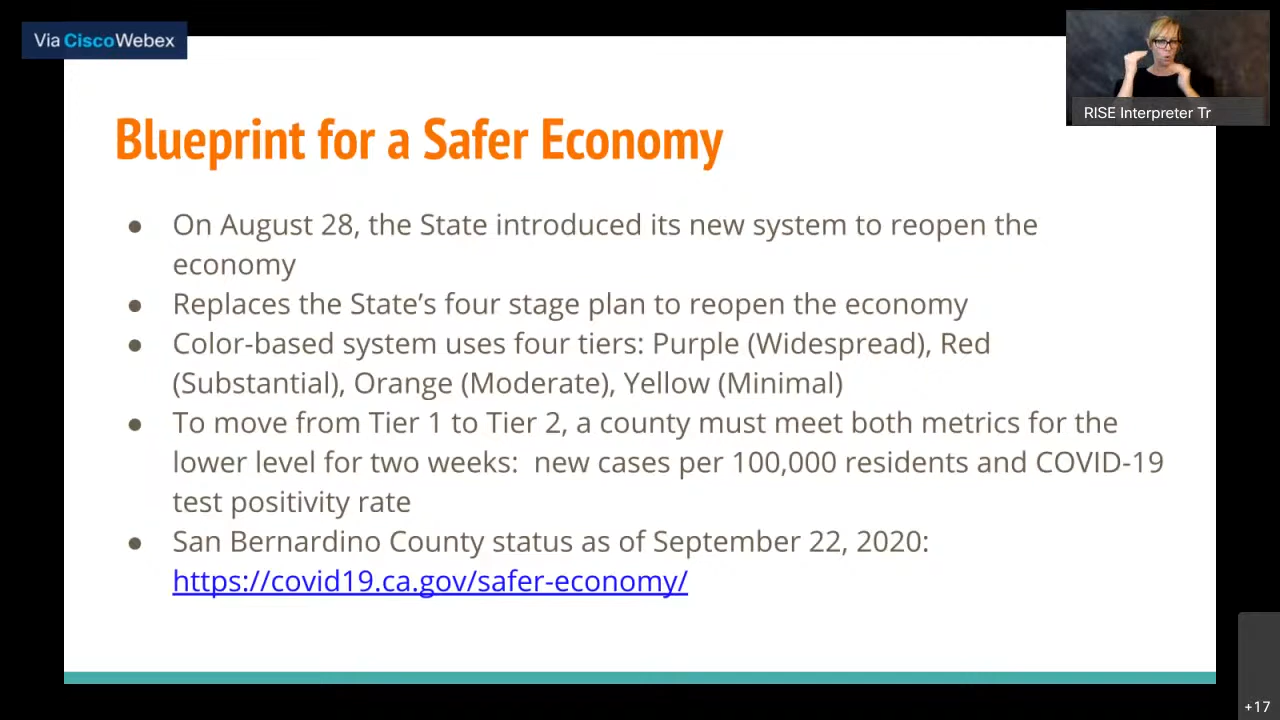 Via Cisco Webex
RISE Interpreter Tr
Blueprint for a Safer Economy
● On August 28, the State introduced its new system to reopen the
economy
● Replaces the State’s four stage plan to reopen the economy
● Color-based system uses four tiers: Purple (Widespread), Red
(Substantial), Orange (Moderate), Yellow (Minimal)
● To move from Tier 1 to Tier 2, a county must meet both metrics for the
lower level for two weeks:  new cases per 100,000 residents and COVID-19
test positivity rate
● San Bernardino County status as of September 22, 2020:
https://covid19.ca.gov/safer-economy/
+17